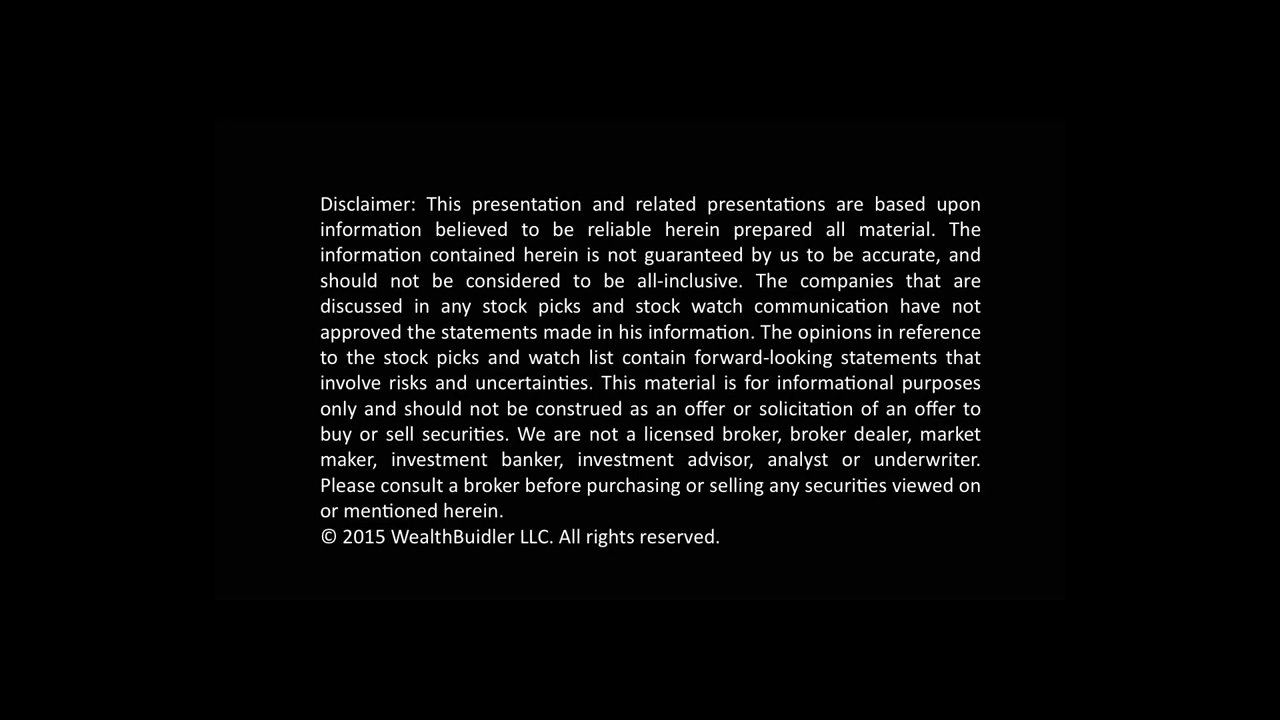 Disclaimer: This presentation and related presentations are based upon
information believed to be reliable herein prepared all material. The
information contained herein is not guaranteed by us to be accurate, and
should not be considered to be all-inclusive. The companies that are
discussed in any stock picks and stock watch communication have not
approved the statements made in his information. The opinions in reference
to the stock picks and watch list contain forward-looking statements that
involve risks and uncertainties. This material is for informational purposes
only and should not be construed as an offer or solicitation of an offer to
buy or sell securities. We are not a licensed broker, broker dealer, market
maker, investment banker, investment advisor, analyst or underwriter.
Please consult a broker before purchasing or selling any securities viewed on
or mentioned herein.
© 2015 WealthBuidler LLC. All rights reserved.